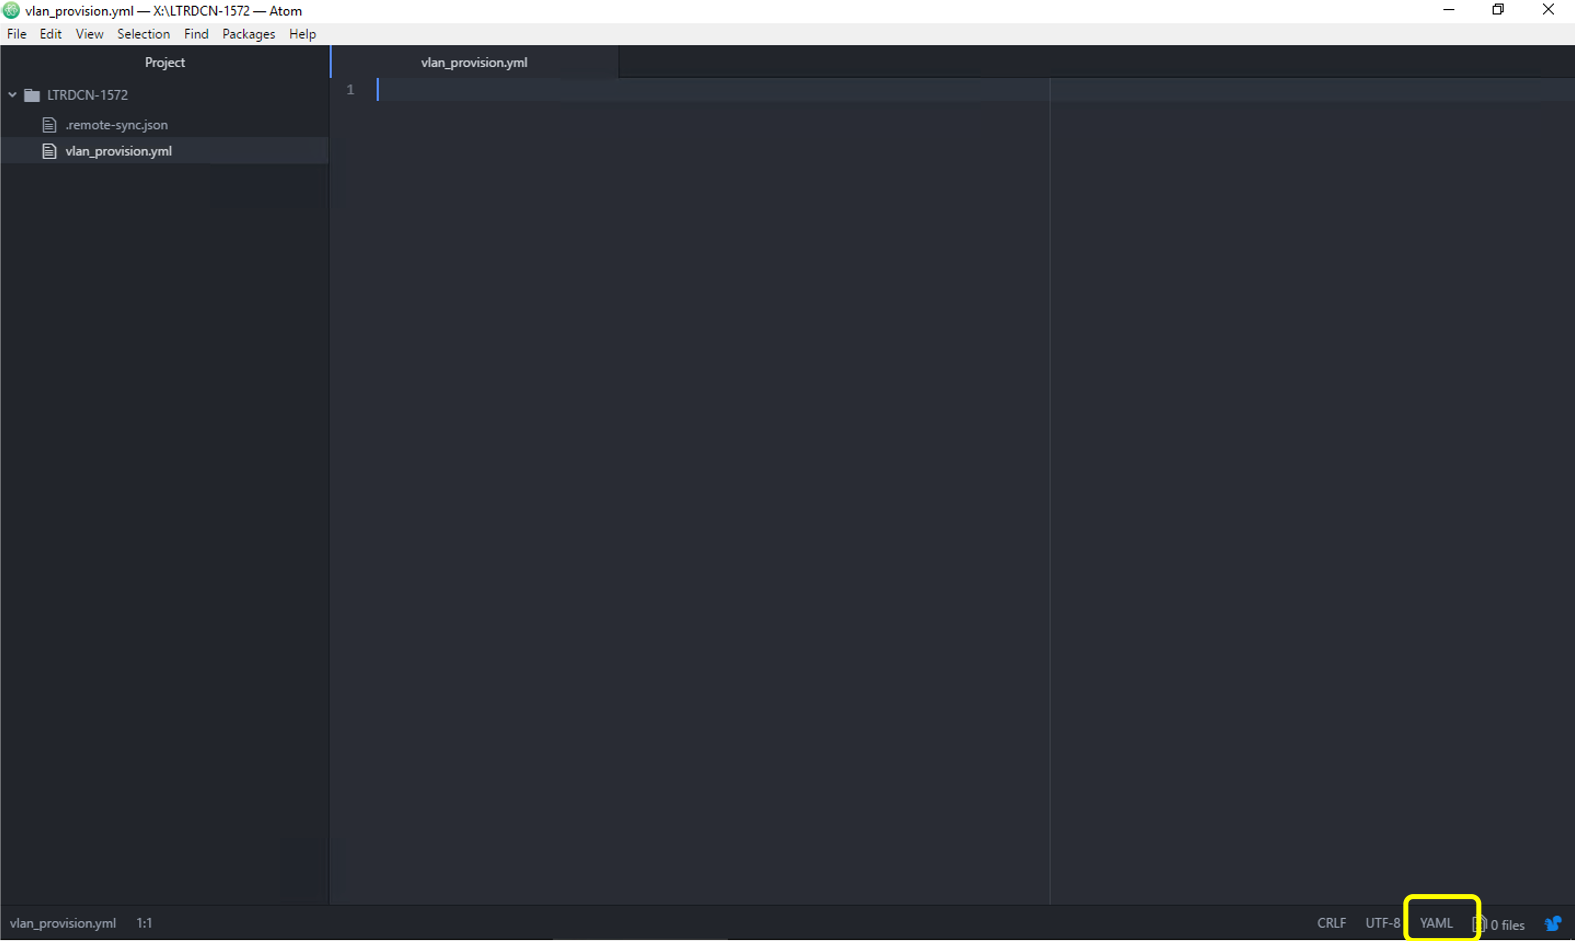 vlan_provision.yml — X:\LTRDCN-1572 — Atom
File Edit View Selection Find Packages Help
Project
vlan_provision.yml
LTRDCN-1572
.remote-sync.json
vlan_provision.yml
1
vlan_provision.yml 1:1 CRLF UTF-8 YAML 0 files